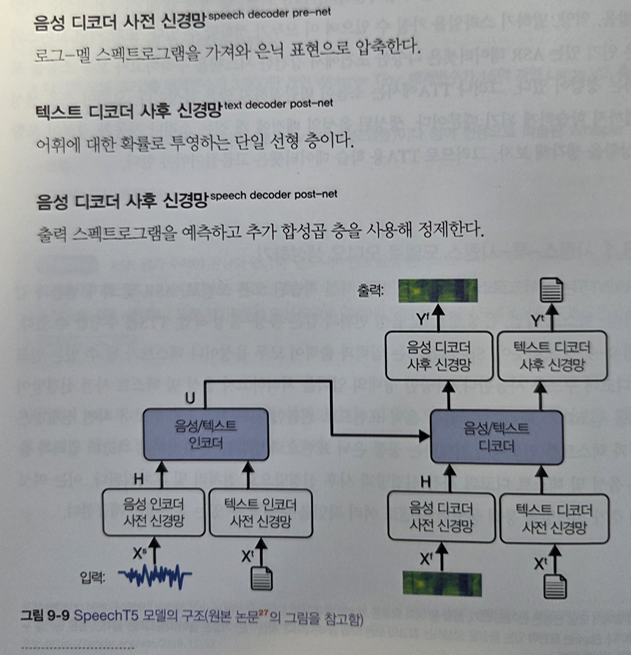 음성 디코더 사전 신경망speech decoder pre-net
로그-멜 스펙트로그램을 가져와 은닉 표현으로 압축한다.
텍스트 디코더 사후 신경망text decoder post-net
어휘에 대한 확률로 투영하는 단일 선형 층이다.
음성 디코더 사후 신경망speech decoder post-net
출력 스펙트로그램을 예측하고 추가 합성곱 층을 사용해 정제한다.
출력:
Yᶠ Yᵗ
음성 디코더 텍스트 디코더
사후 신경망 사후 신경망
U
음성/텍스트 음성/텍스트
인코더 디코더
H H
음성 인코더 텍스트 인코더 음성 디코더 텍스트 디코더
사전 신경망 사전 신경망 사전 신경망 사전 신경망
Xˢ Xᵗ Xᶠ Xᵗ
입력:
그림 9-9 SpeechT5 모델의 구조(원본 논문27의 그림을 참고함)